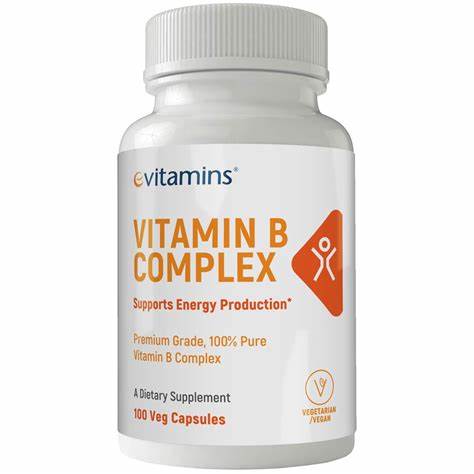 evitamins®
VITAMIN B
COMPLEX
Supports Energy Production*
Premium Grade, 100% Pure
Vitamin B Complex
A Dietary Supplement
100 Veg Capsules
VEGETARIAN
/VEGAN